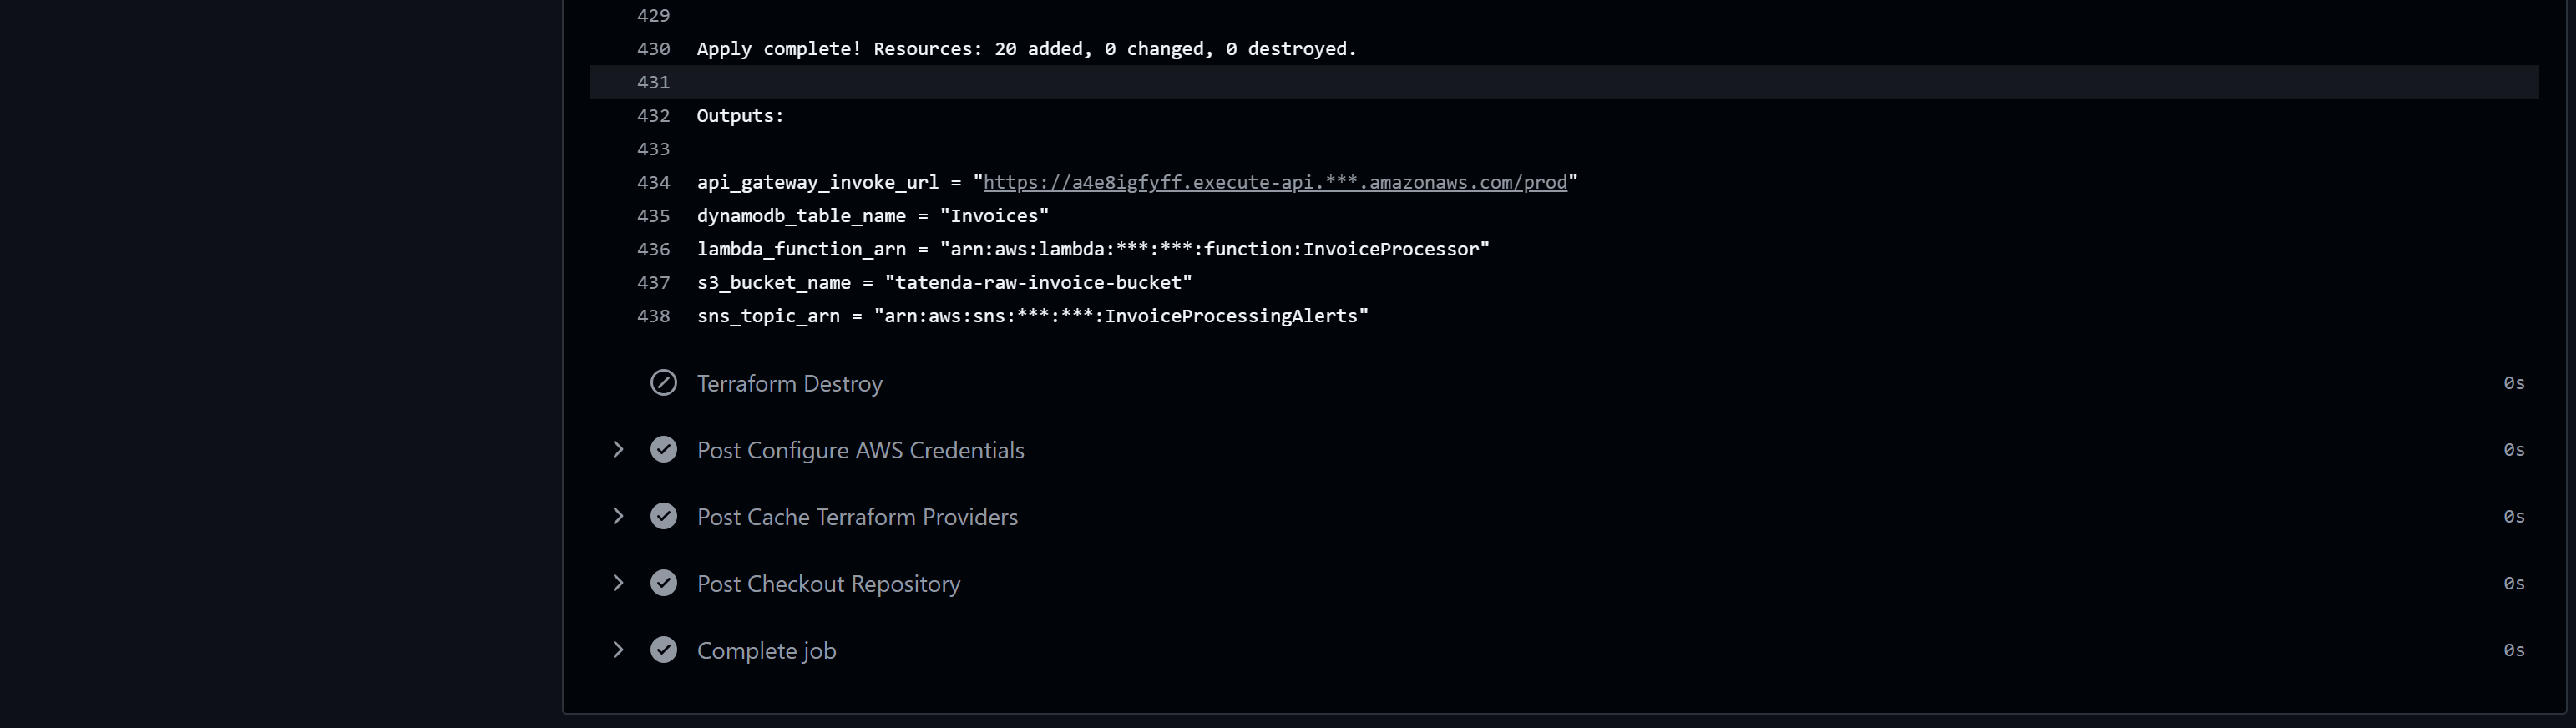 429
430 Apply complete! Resources: 20 added, 0 changed, 0 destroyed.
431
432 Outputs:
433
434 api_gateway_invoke_url = "https://a4e8igfyff.execute-api.***.amazonaws.com/prod"
435 dynamodb_table_name = "Invoices"
436 lambda_function_arn = "arn:aws:lambda:***:***:function:InvoiceProcessor"
437 s3_bucket_name = "tatenda-raw-invoice-bucket"
438 sns_topic_arn = "arn:aws:sns:***:***:InvoiceProcessingAlerts"
Terraform Destroy 0s
Post Configure AWS Credentials 0s
Post Cache Terraform Providers 0s
Post Checkout Repository 0s
Complete job 0s